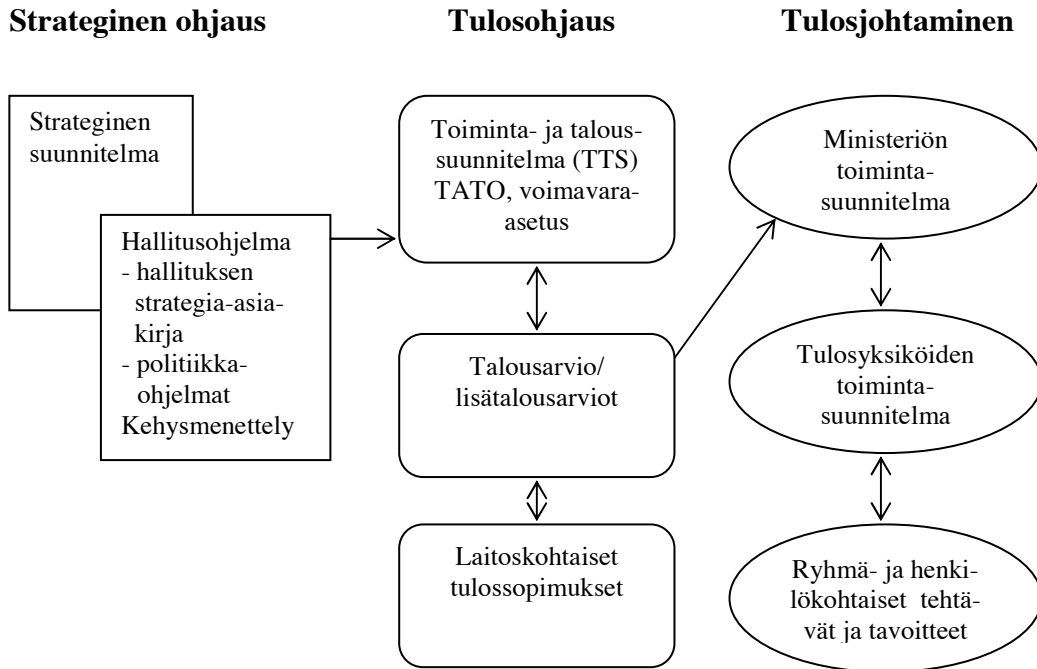 Strateginen ohjaus
Tulosohjaus
Tulosjohtaminen
Strateginen
suunnitelma
Hallitusohjelma
- hallituksen
strategia-asia-
kirja
- politiikka-
ohjelmat
Kehysmenettely
Toiminta- ja talous-
suunnitelma (TTS)
TATO, voimavara-
asetus
Talousarvio/
lisätalousarviot
Laitoskohtaiset
tulossopimukset
Ministeriön
toiminta-
suunnitelma
Tulosyksiköiden
toiminta-
suunnitelma
Ryhmä- ja henki-
lökohtaiset tehtä-
vät ja tavoitteet